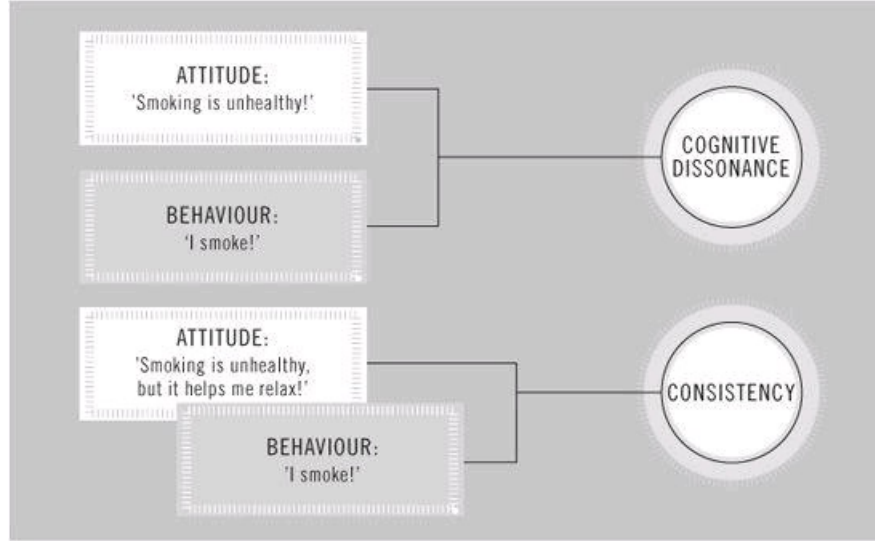 ATTITUDE:
'Smoking is unhealthy!'
BEHAVIOUR:
'I smoke!'
COGNITIVE
DISSONANCE
ATTITUDE:
'Smoking is unhealthy,
but it helps me relax!'
BEHAVIOUR:
'I smoke!'
CONSISTENCY